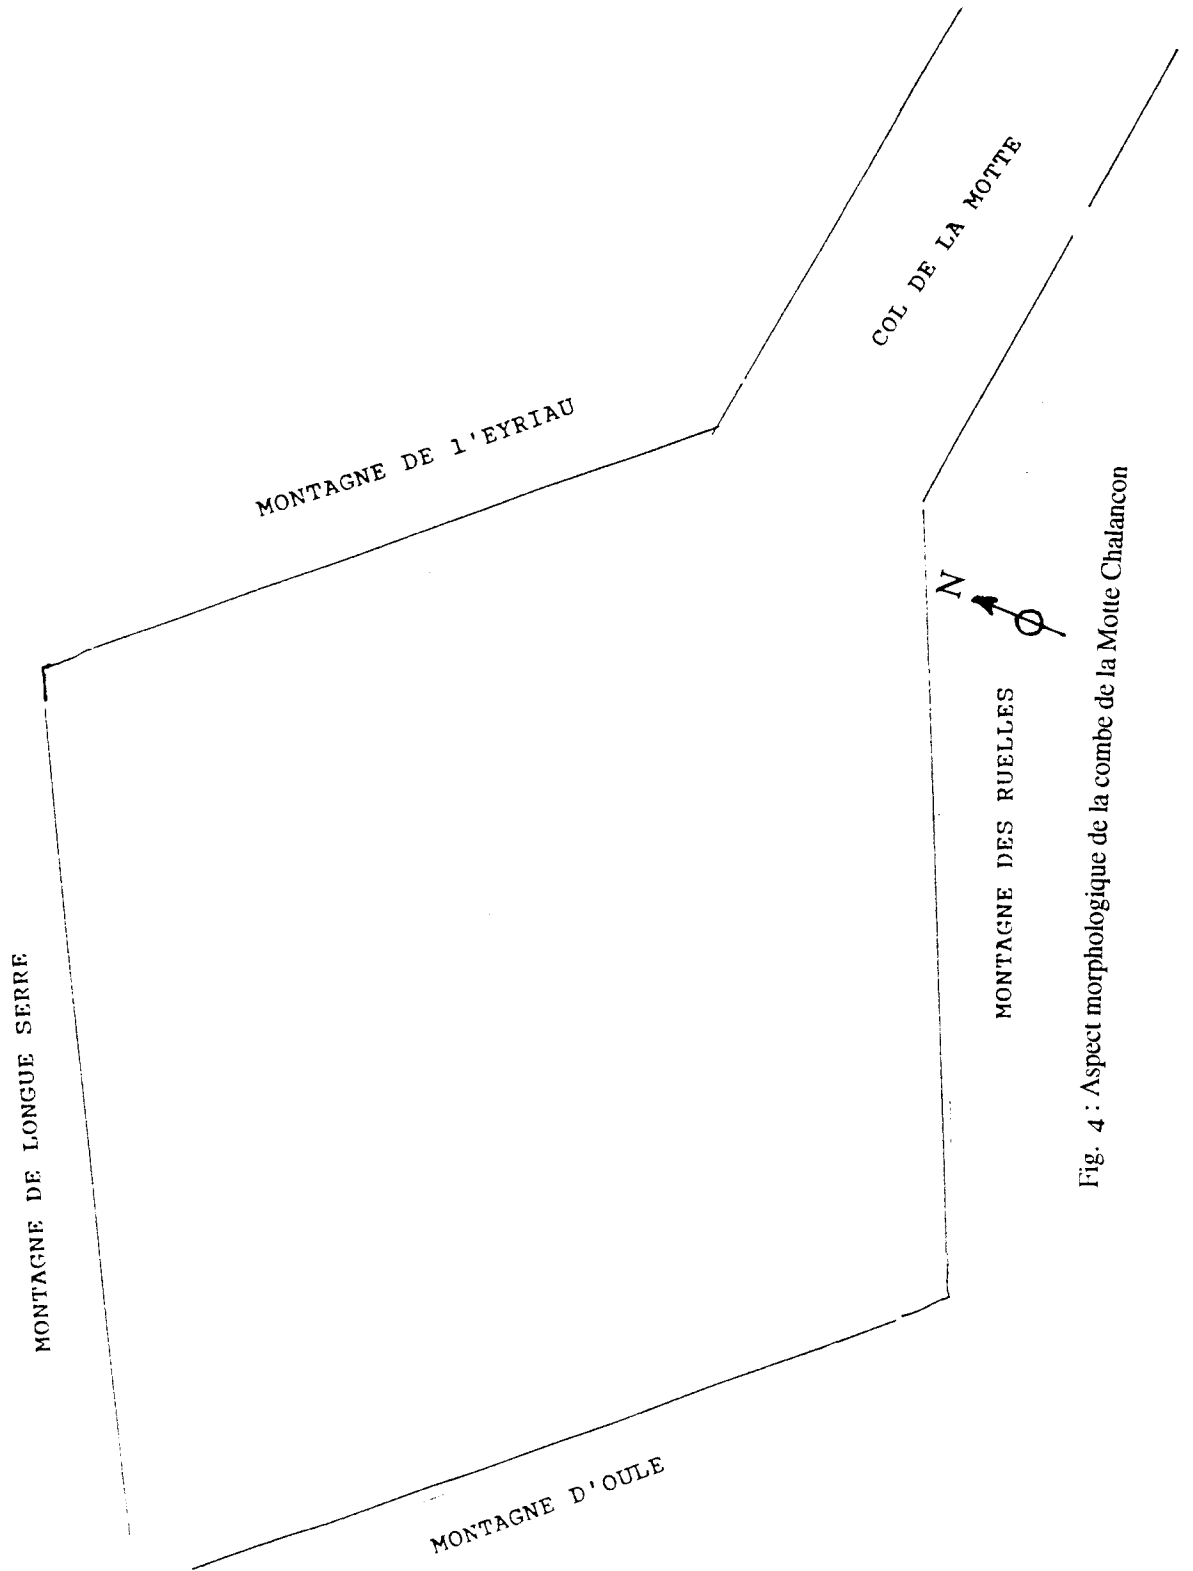 COL DE LA MOTTE
MONTAGNE DE l'EYRIAU
N
MONTAGNE DES RUELLES
MONTAGNE DE LONGUE SERRE
MONTAGNE D'OULE
Fig. 4 : Aspect morphologique de la combe de la Motte Chalancon